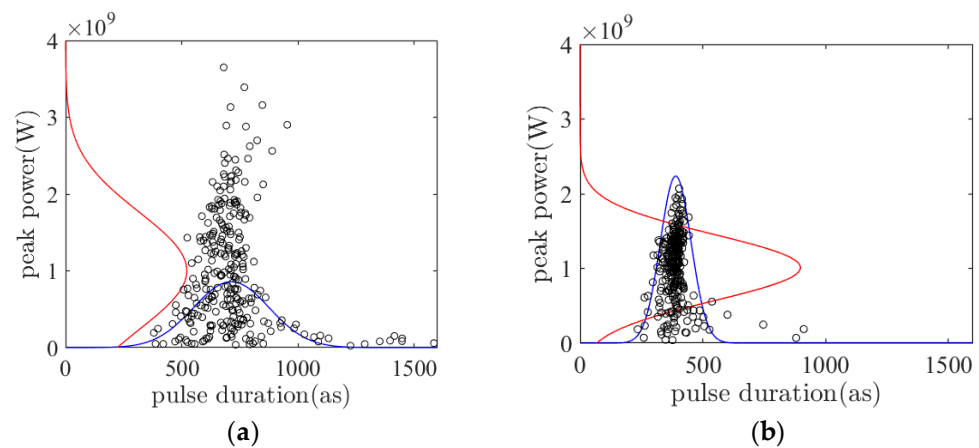 ×10⁹ ×10⁹
4 4
3 3
2 2
1 1
0 0
peak power(W) peak power(W)
0 500 1000 1500 0 500 1000 1500
pulse duration(as) pulse duration(as)
(a) (b)